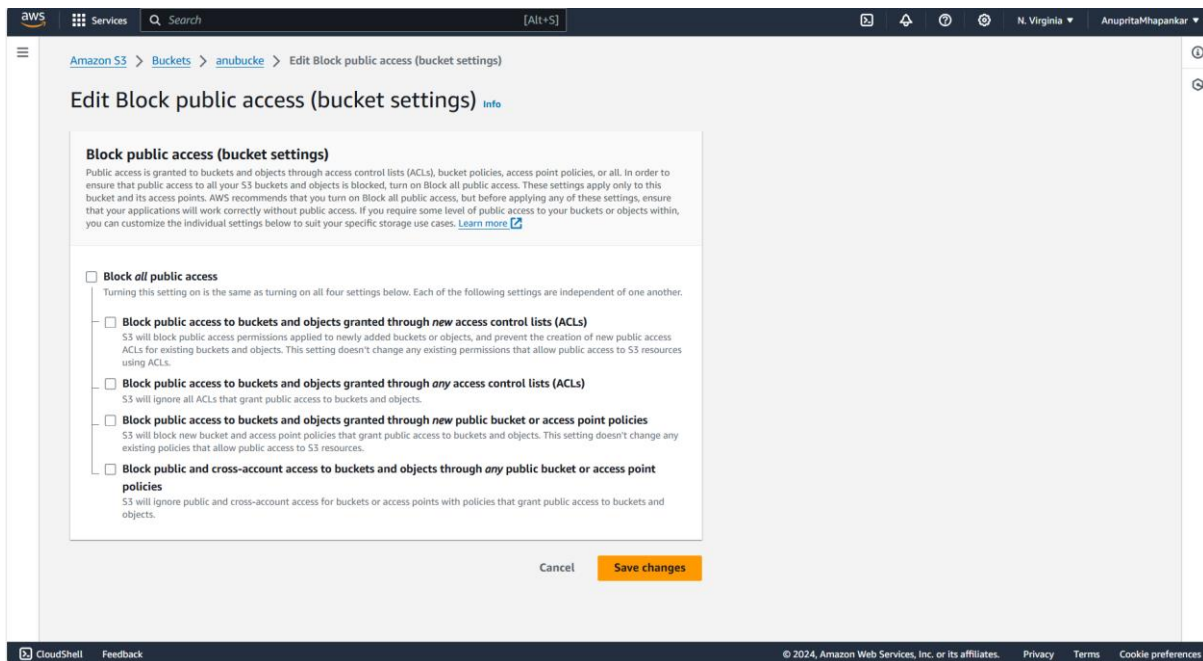 aws
Services
Search
[Alt+S]
N. Virginia
AnupritaMhapankar
Amazon S3 > Buckets > anubucke > Edit Block public access (bucket settings)
Edit Block public access (bucket settings) Info
Block public access (bucket settings)
Public access is granted to buckets and objects through access control lists (ACLs), bucket policies, access point policies, or all. In order to
ensure that public access to all your S3 buckets and objects is blocked, turn on Block all public access. These settings apply only to this
bucket and its access points. AWS recommends that you turn on Block all public access, but before applying any of these settings, ensure
that your applications will work correctly without public access. If you require some level of public access to your buckets or objects within,
you can customize the individual settings below to suit your specific storage use cases. Learn more
Block all public access
Turning this setting on is the same as turning on all four settings below. Each of the following settings are independent of one another.
Block public access to buckets and objects granted through new access control lists (ACLs)
S3 will block public access permissions applied to newly added buckets or objects, and prevent the creation of new public access
ACLs for existing buckets and objects. This setting doesn't change any existing permissions that allow public access to S3 resources
using ACLs.
Block public access to buckets and objects granted through any access control lists (ACLs)
S3 will ignore all ACLs that grant public access to buckets and objects.
Block public access to buckets and objects granted through new public bucket or access point policies
S3 will block new bucket and access point policies that grant public access to buckets and objects. This setting doesn't change any
existing policies that allow public access to S3 resources.
Block public and cross-account access to buckets and objects through any public bucket or access point
policies
S3 will ignore public and cross-account access for buckets or access points with policies that grant public access to buckets and
objects.
Cancel
Save changes
CloudShell
Feedback
© 2024, Amazon Web Services, Inc. or its affiliates.
Privacy
Terms
Cookie preferences